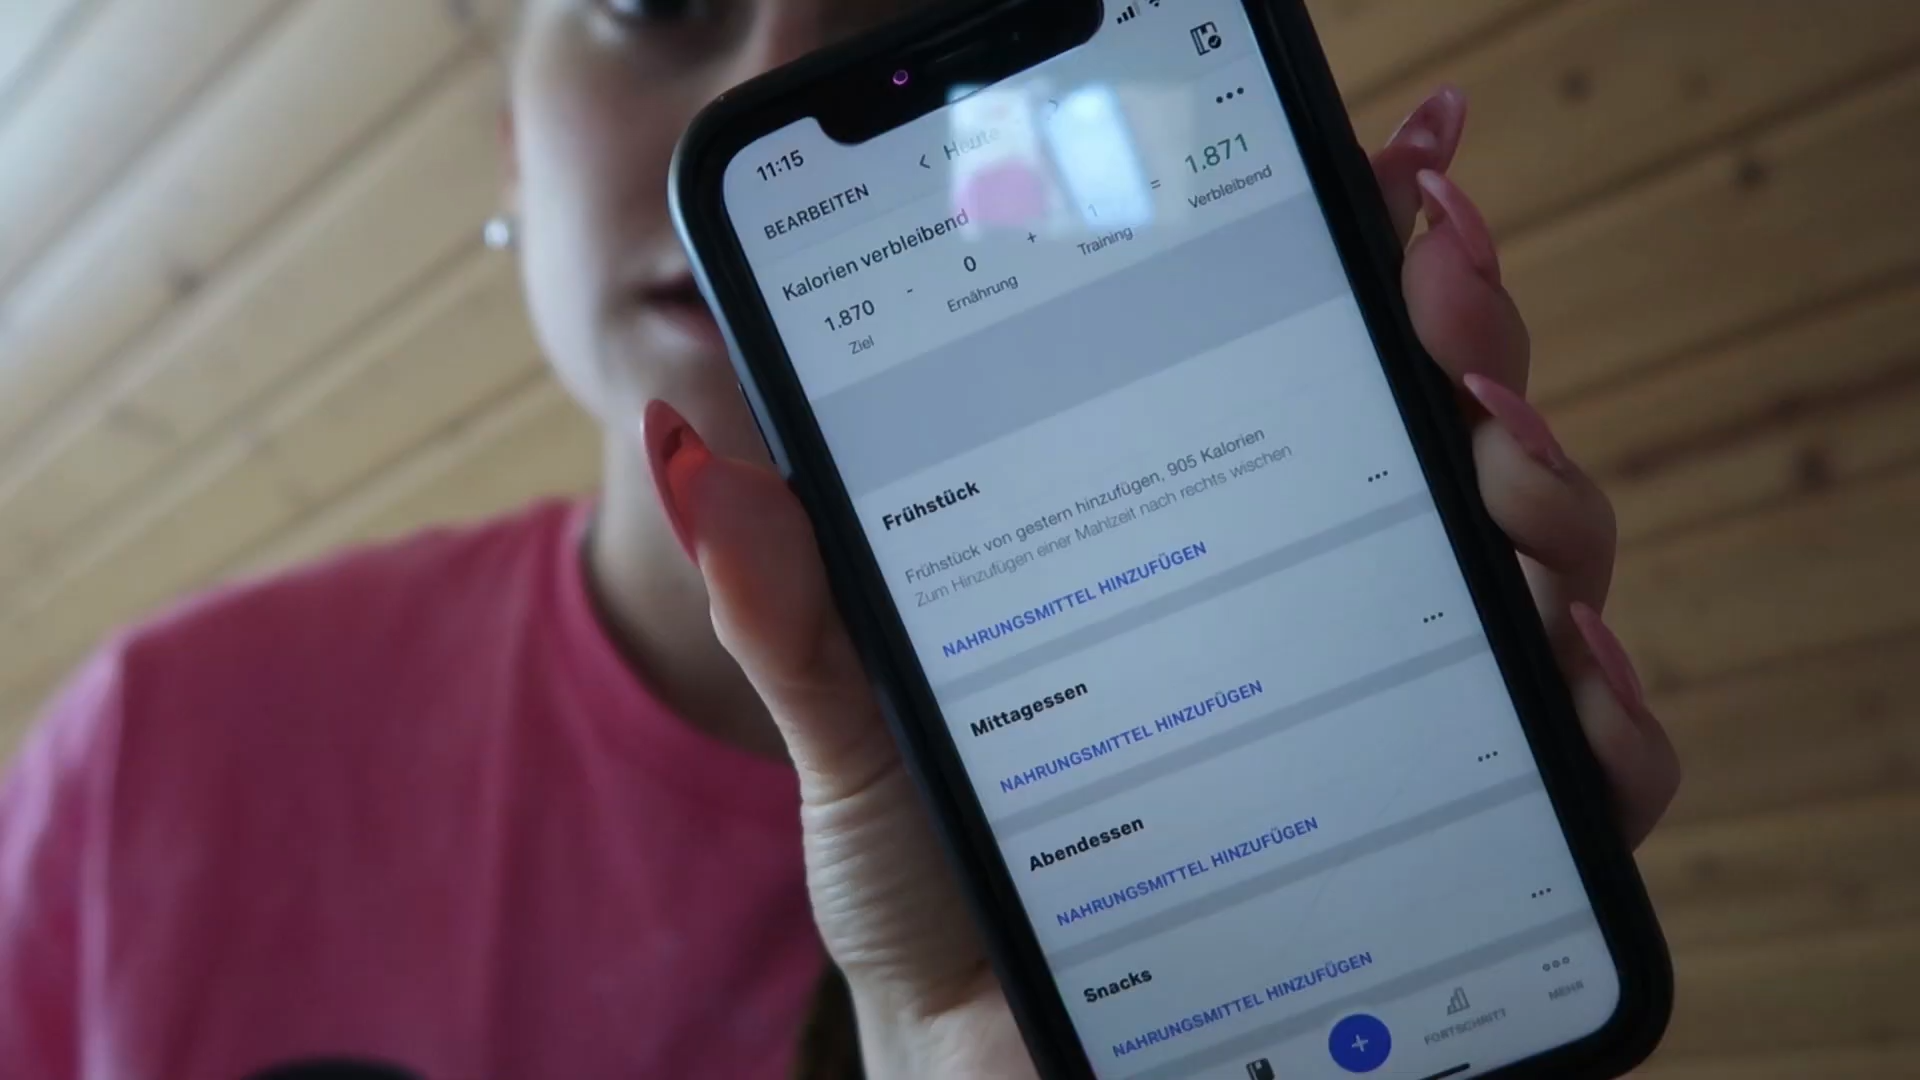 11:15
BEARBEITEN
< Heute >
Kalorien verbleibend
1.870 - 0 + 1 = 1.871
Ziel Ernährung Training Verbleibend
Frühstück
Frühstück von gestern hinzufügen, 905 Kalorien
Zum Hinzufügen einer Mahlzeit nach rechts wischen
NAHRUNGSMITTEL HINZUFÜGEN
Mittagessen
NAHRUNGSMITTEL HINZUFÜGEN
Abendessen
NAHRUNGSMITTEL HINZUFÜGEN
Snacks
NAHRUNGSMITTEL HINZUFÜGEN
FORTSCHRITT
MEHR